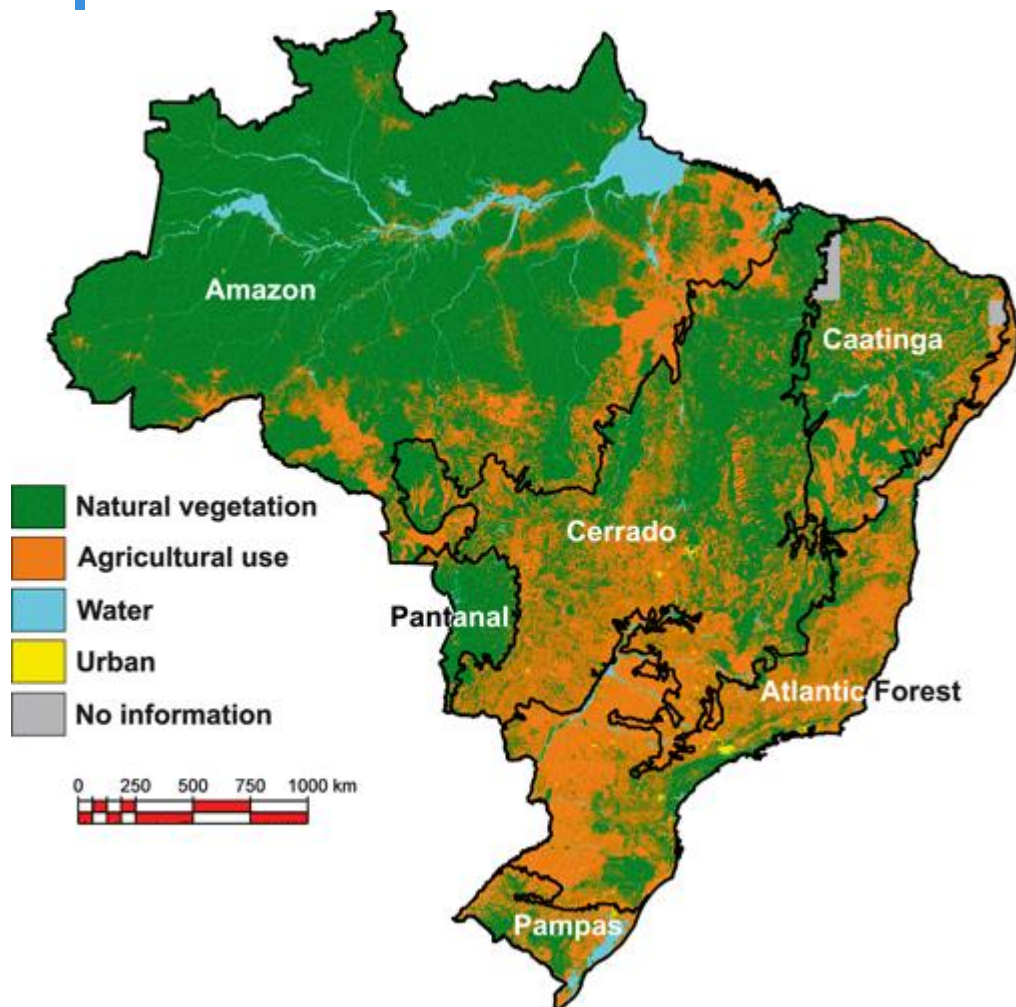 Amazon
Caatinga
Cerrado
Pantanal
Atlantic Forest
Pampas
Natural vegetation
Agricultural use
Water
Urban
No information
0 250 500 750 1000 km